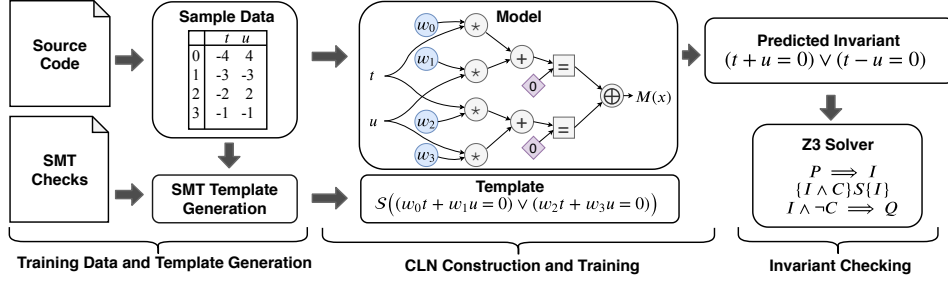 Source
Code
SMT
Checks
Sample Data
t u
0 -4 4
1 -3 -3
2 -2 2
3 -1 -1
SMT Template
Generation
Training Data and Template Generation
Model
w₀
w₁
w₂
w₃
t
u
*
*
*
*
+
+
0
0
=
=
⊕
M(x)
Template
S((w₀t + w₁u = 0) ∨ (w₂t + w₃u = 0))
CLN Construction and Training
Predicted Invariant
(t + u = 0) ∨ (t − u = 0)
Z3 Solver
P ⟹ I
{I ∧ C}S{I}
I ∧ ¬C ⟹ Q
Invariant Checking